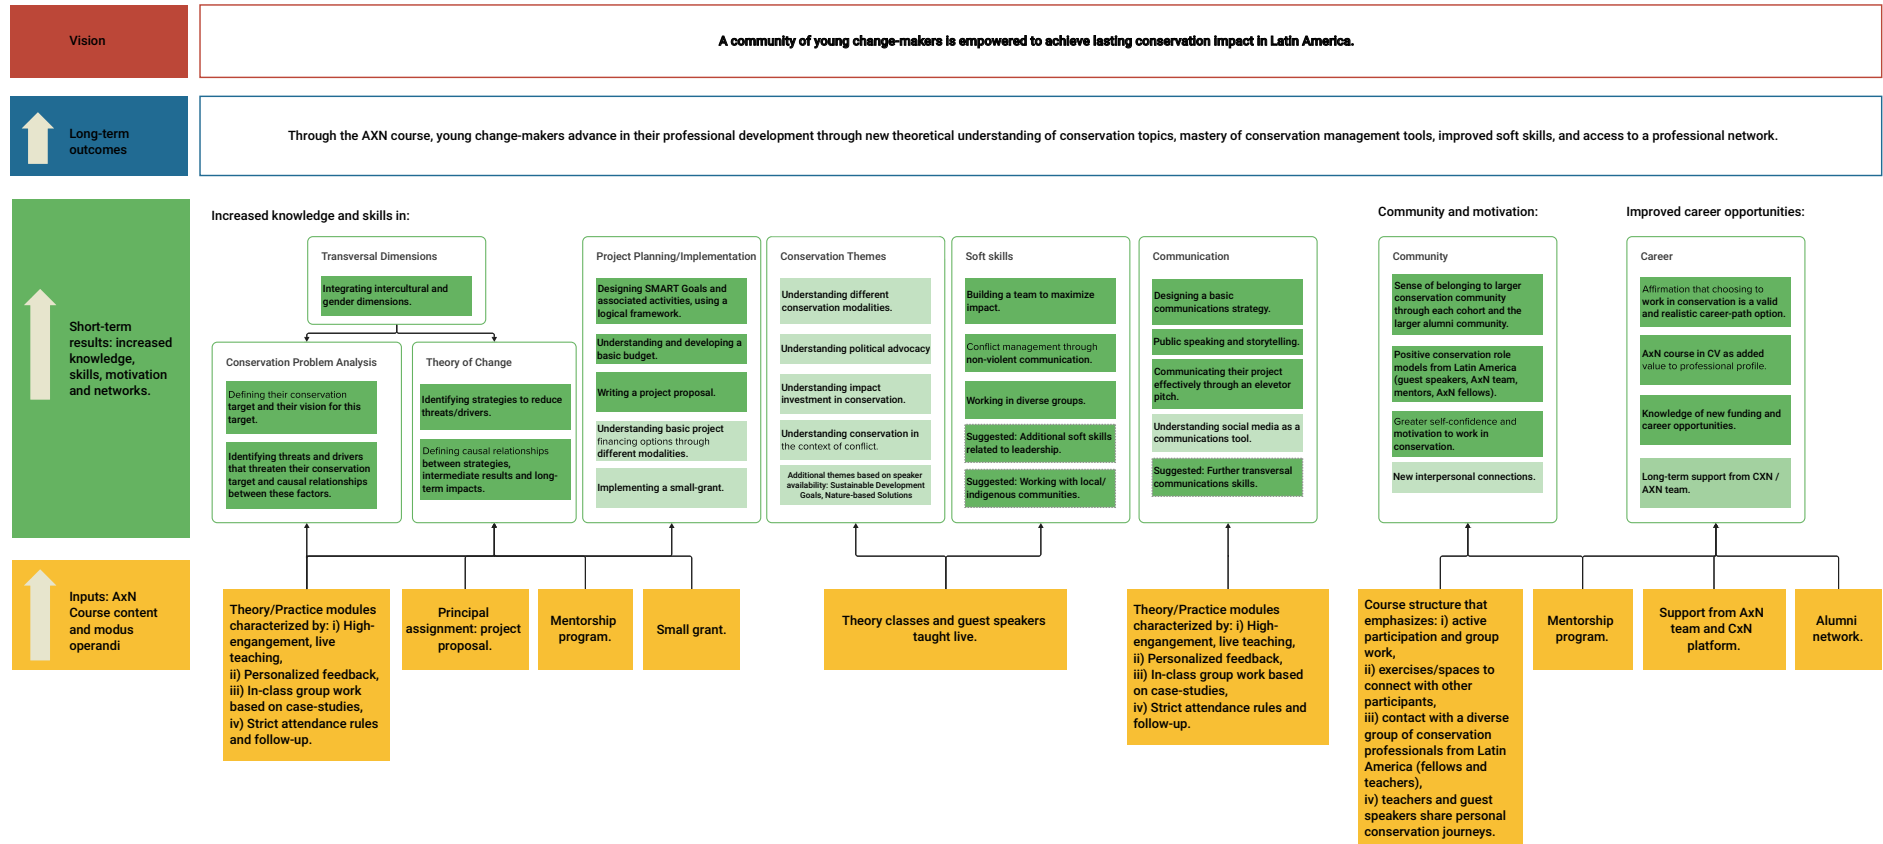 Vision
A community of young change-makers is empowered to achieve lasting conservation impact in Latin America.
Long-term
outcomes
Through the AXN course, young change-makers advance in their professional development through new theoretical understanding of conservation topics, mastery of conservation management tools, improved soft skills, and access to a professional network.
Short-term
results: increased
knowledge,
skills, motivation
and networks.
Increased knowledge and skills in:
Transversal Dimensions
Integrating intercultural and
gender dimensions.
Conservation Problem Analysis
Defining their conservation
target and their vision for this
target.
Identifying threats and drivers
that threaten their conservation
target and causal relationships
between these factors.
Theory of Change
Identifying strategies to reduce
threats/drivers.
Defining causal relationships
between strategies,
intermediate results and long-
term impacts.
Project Planning/Implementation
Designing SMART Goals and
associated activities, using a
logical framework.
Understanding and developing a
basic budget.
Writing a project proposal.
Understanding basic project
financing options through
different modalities.
Implementing a small-grant.
Conservation Themes
Understanding different
conservation modalities.
Understanding political advocacy
Understanding impact
investment in conservation.
Understanding conservation in
the context of conflict.
Additional themes based on speaker
availability: Sustainable Development
Goals, Nature-based Solutions
Soft skills
Building a team to maximize
impact.
Conflict management through
non-violent communication.
Working in diverse groups.
Suggested: Additional soft skills
related to leadership.
Suggested: Working with local/
indigenous communities.
Communication
Designing a basic
communications strategy.
Public speaking and storytelling.
Communicating their project
effectively through an elevetor
pitch.
Understanding social media as a
communications tool.
Suggested: Further transversal
communications skills.
Community and motivation:
Community
Sense of belonging to larger
conservation community
through each cohort and the
larger alumni community.
Positive conservation role
models from Latin America
(guest speakers, AxN team,
mentors, AxN fellows).
Greater self-confidence and
motivation to work in
conservation.
New interpersonal connections.
Improved career opportunities:
Career
Affirmation that choosing to
work in conservation is a valid
and realistic career-path option.
AxN course in CV as added
value to professional profile.
Knowledge of new funding and
career opportunities.
Long-term support from CXN /
AXN team.
Inputs: AxN
Course content
and modus
operandi
Theory/Practice modules
characterized by: i) High-
engangement, live
teaching,
ii) Personalized feedback,
iii) In-class group work
based on case-studies,
iv) Strict attendance rules
and follow-up.
Principal
assignment: project
proposal.
Mentorship
program.
Small grant.
Theory classes and guest speakers
taught live.
Theory/Practice modules
characterized by: i) High-
engangement, live teaching,
ii) Personalized feedback,
iii) In-class group work based
on case-studies,
iv) Strict attendance rules and
follow-up.
Course structure that
emphasizes: i) active
participation and group
work,
ii) exercises/spaces to
connect with other
participants,
iii) contact with a diverse
group of conservation
professionals from Latin
America (fellows and
teachers),
iv) teachers and guest
speakers share personal
conservation journeys.
Mentorship
program.
Support from AxN
team and CxN
platform.
Alumni
network.